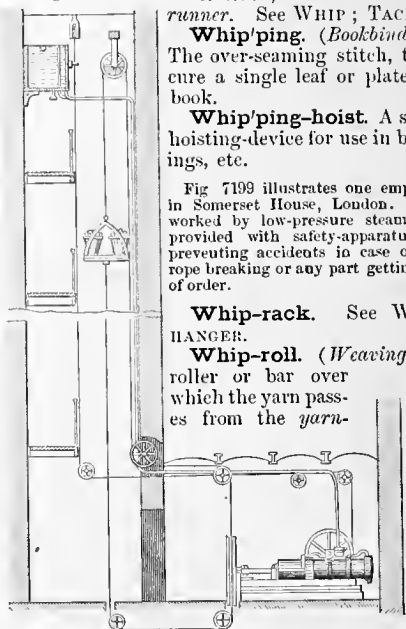 runner. See WHIP ; TAC
Whip'ping. (Bookbind
The over-seaming stitch, t
cure a single leaf or plate
book.
Whip'ping-hoist. A s
hoisting-device for use in b
ings, etc.
Fig 7199 illustrates one emp
in Somerset House, London.
worked by low-pressure steam
provided with safety-apparatu
preventing accidents in case o
rope breaking or any part gettin
of order.
Whip-rack. See W
HANGER.
Whip-roll. (Weaving
roller or bar over
which the yarn pass-
es from the yarn-